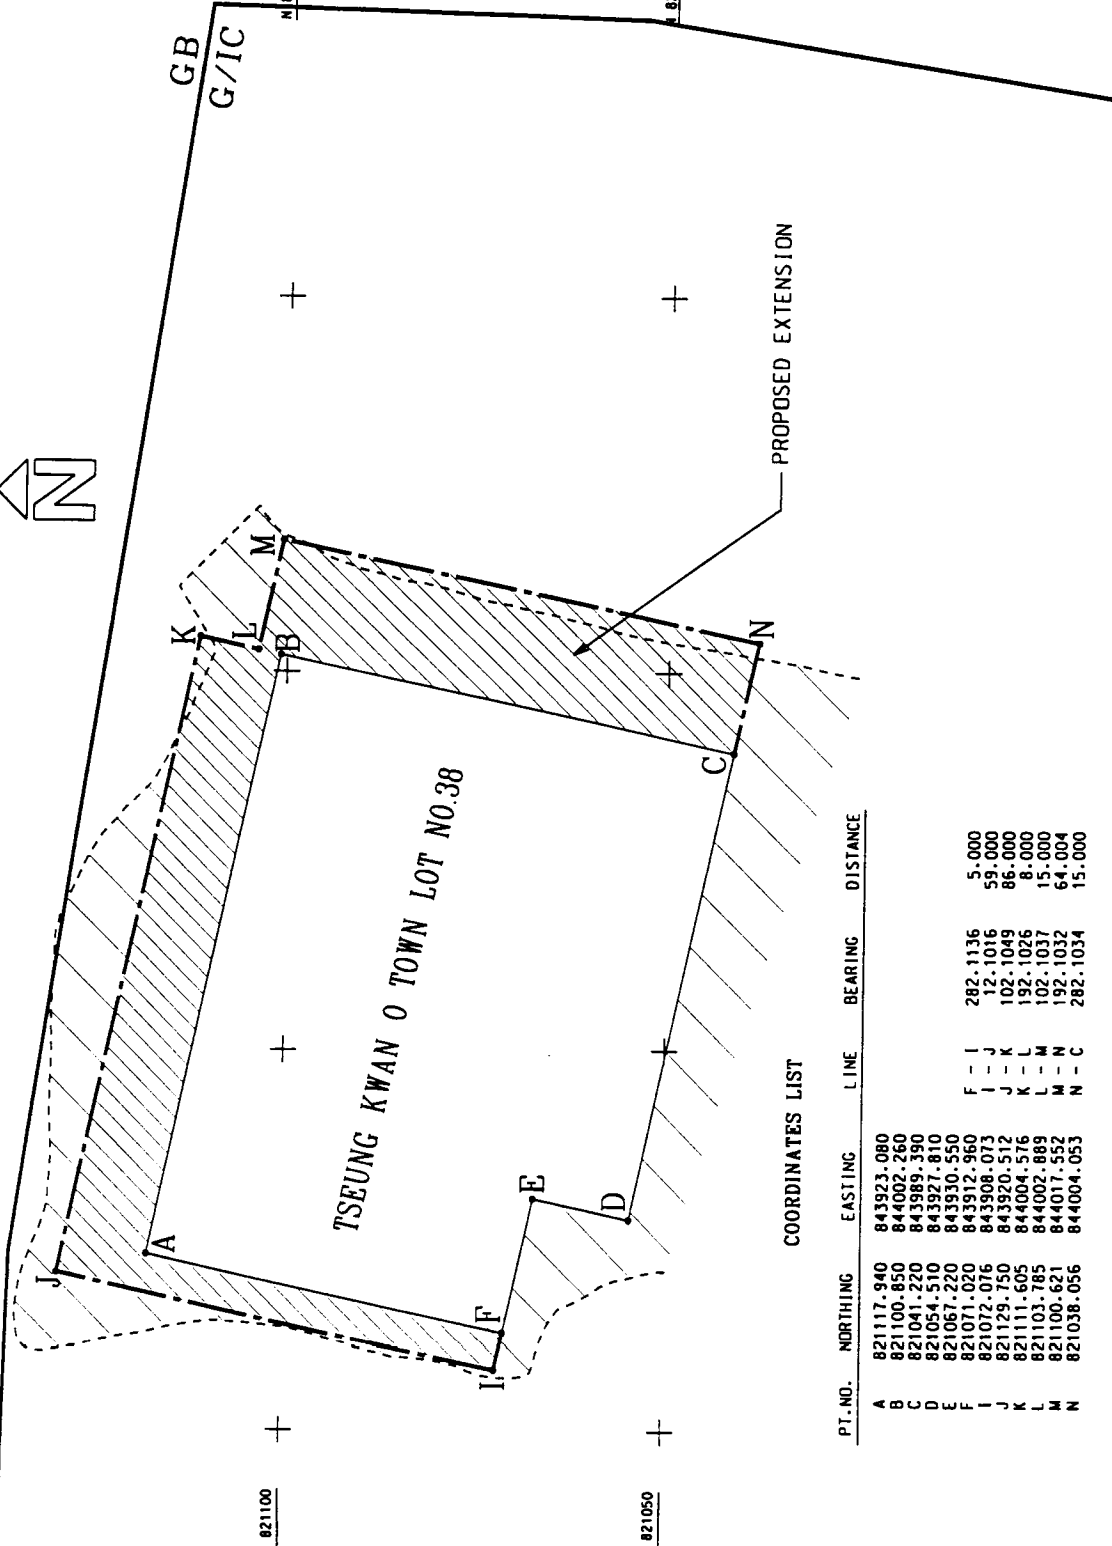 GB
G/IC
N 8
N 8
N
K
L
B
M
J
A
PROPOSED EXTENSION
TSEUNG KWAN O TOWN LOT NO.38
N
C
E
D
F
I
821100
821050
COORDINATES LIST
PT.NO. NORTHING EASTING LINE BEARING DISTANCE
A 821117.940 843923.080
B 821100.850 844002.260
C 821041.220 843989.390
D 821054.510 843927.810
E 821067.220 843930.550
F 821071.020 843912.960 F - I 282.1136 5.000
I 821072.076 843908.073 I - J 12.1016 59.000
J 821129.750 843920.512 J - K 102.1049 86.000
K 821111.605 844004.576 K - L 192.1026 8.000
L 821103.785 844002.889 L - M 102.1037 15.000
M 821100.621 844017.552 M - N 192.1032 64.004
N 821038.056 844004.053 N - C 282.1034 15.000